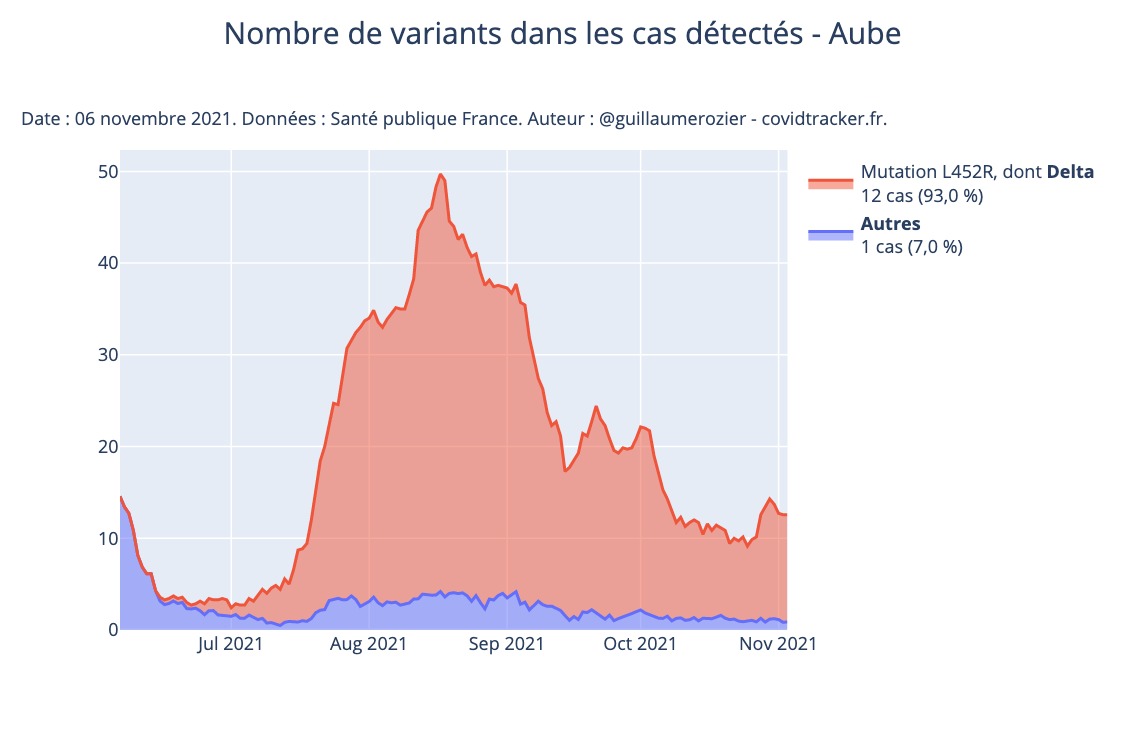 Nombre de variants dans les cas détectés - Aube
Date : 06 novembre 2021. Données : Santé publique France. Auteur : @guillaumerozier - covidtracker.fr.
50
40
30
20
10
0
Jul 2021
Aug 2021
Sep 2021
Oct 2021
Nov 2021
Mutation L452R, dont Delta
12 cas (93,0 %)
Autres
1 cas (7,0 %)